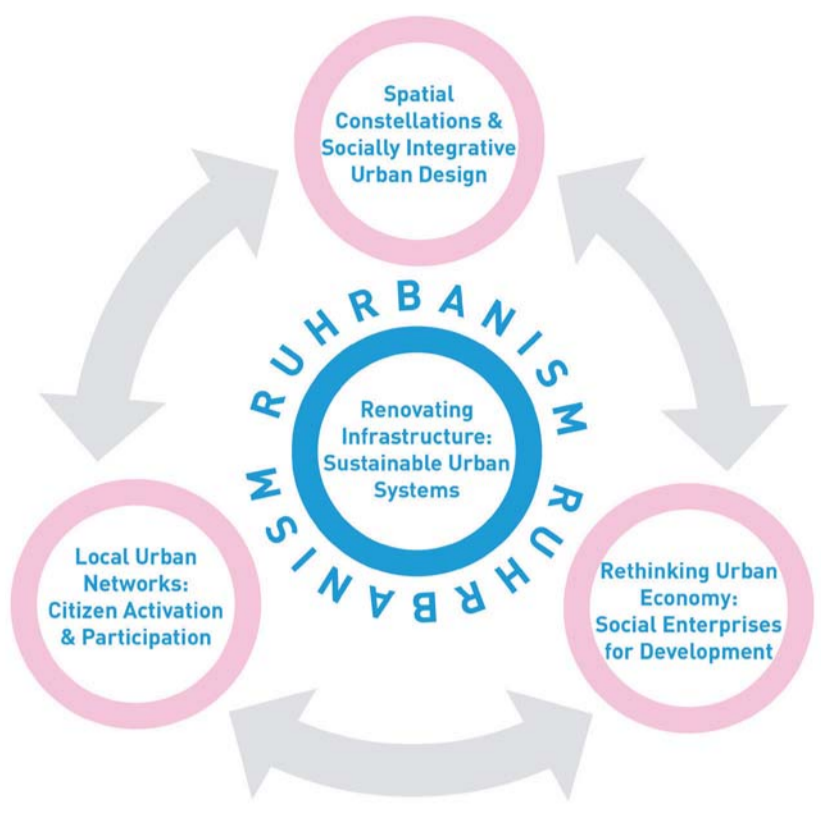 Spatial
Constellations &
Socially Integrative
Urban Design
RUHRBANISM RUHRBANISM
Renovating
Infrastructure:
Sustainable Urban
Systems
Local Urban
Networks:
Citizen Activation
& Participation
Rethinking Urban
Economy:
Social Enterprises
for Development